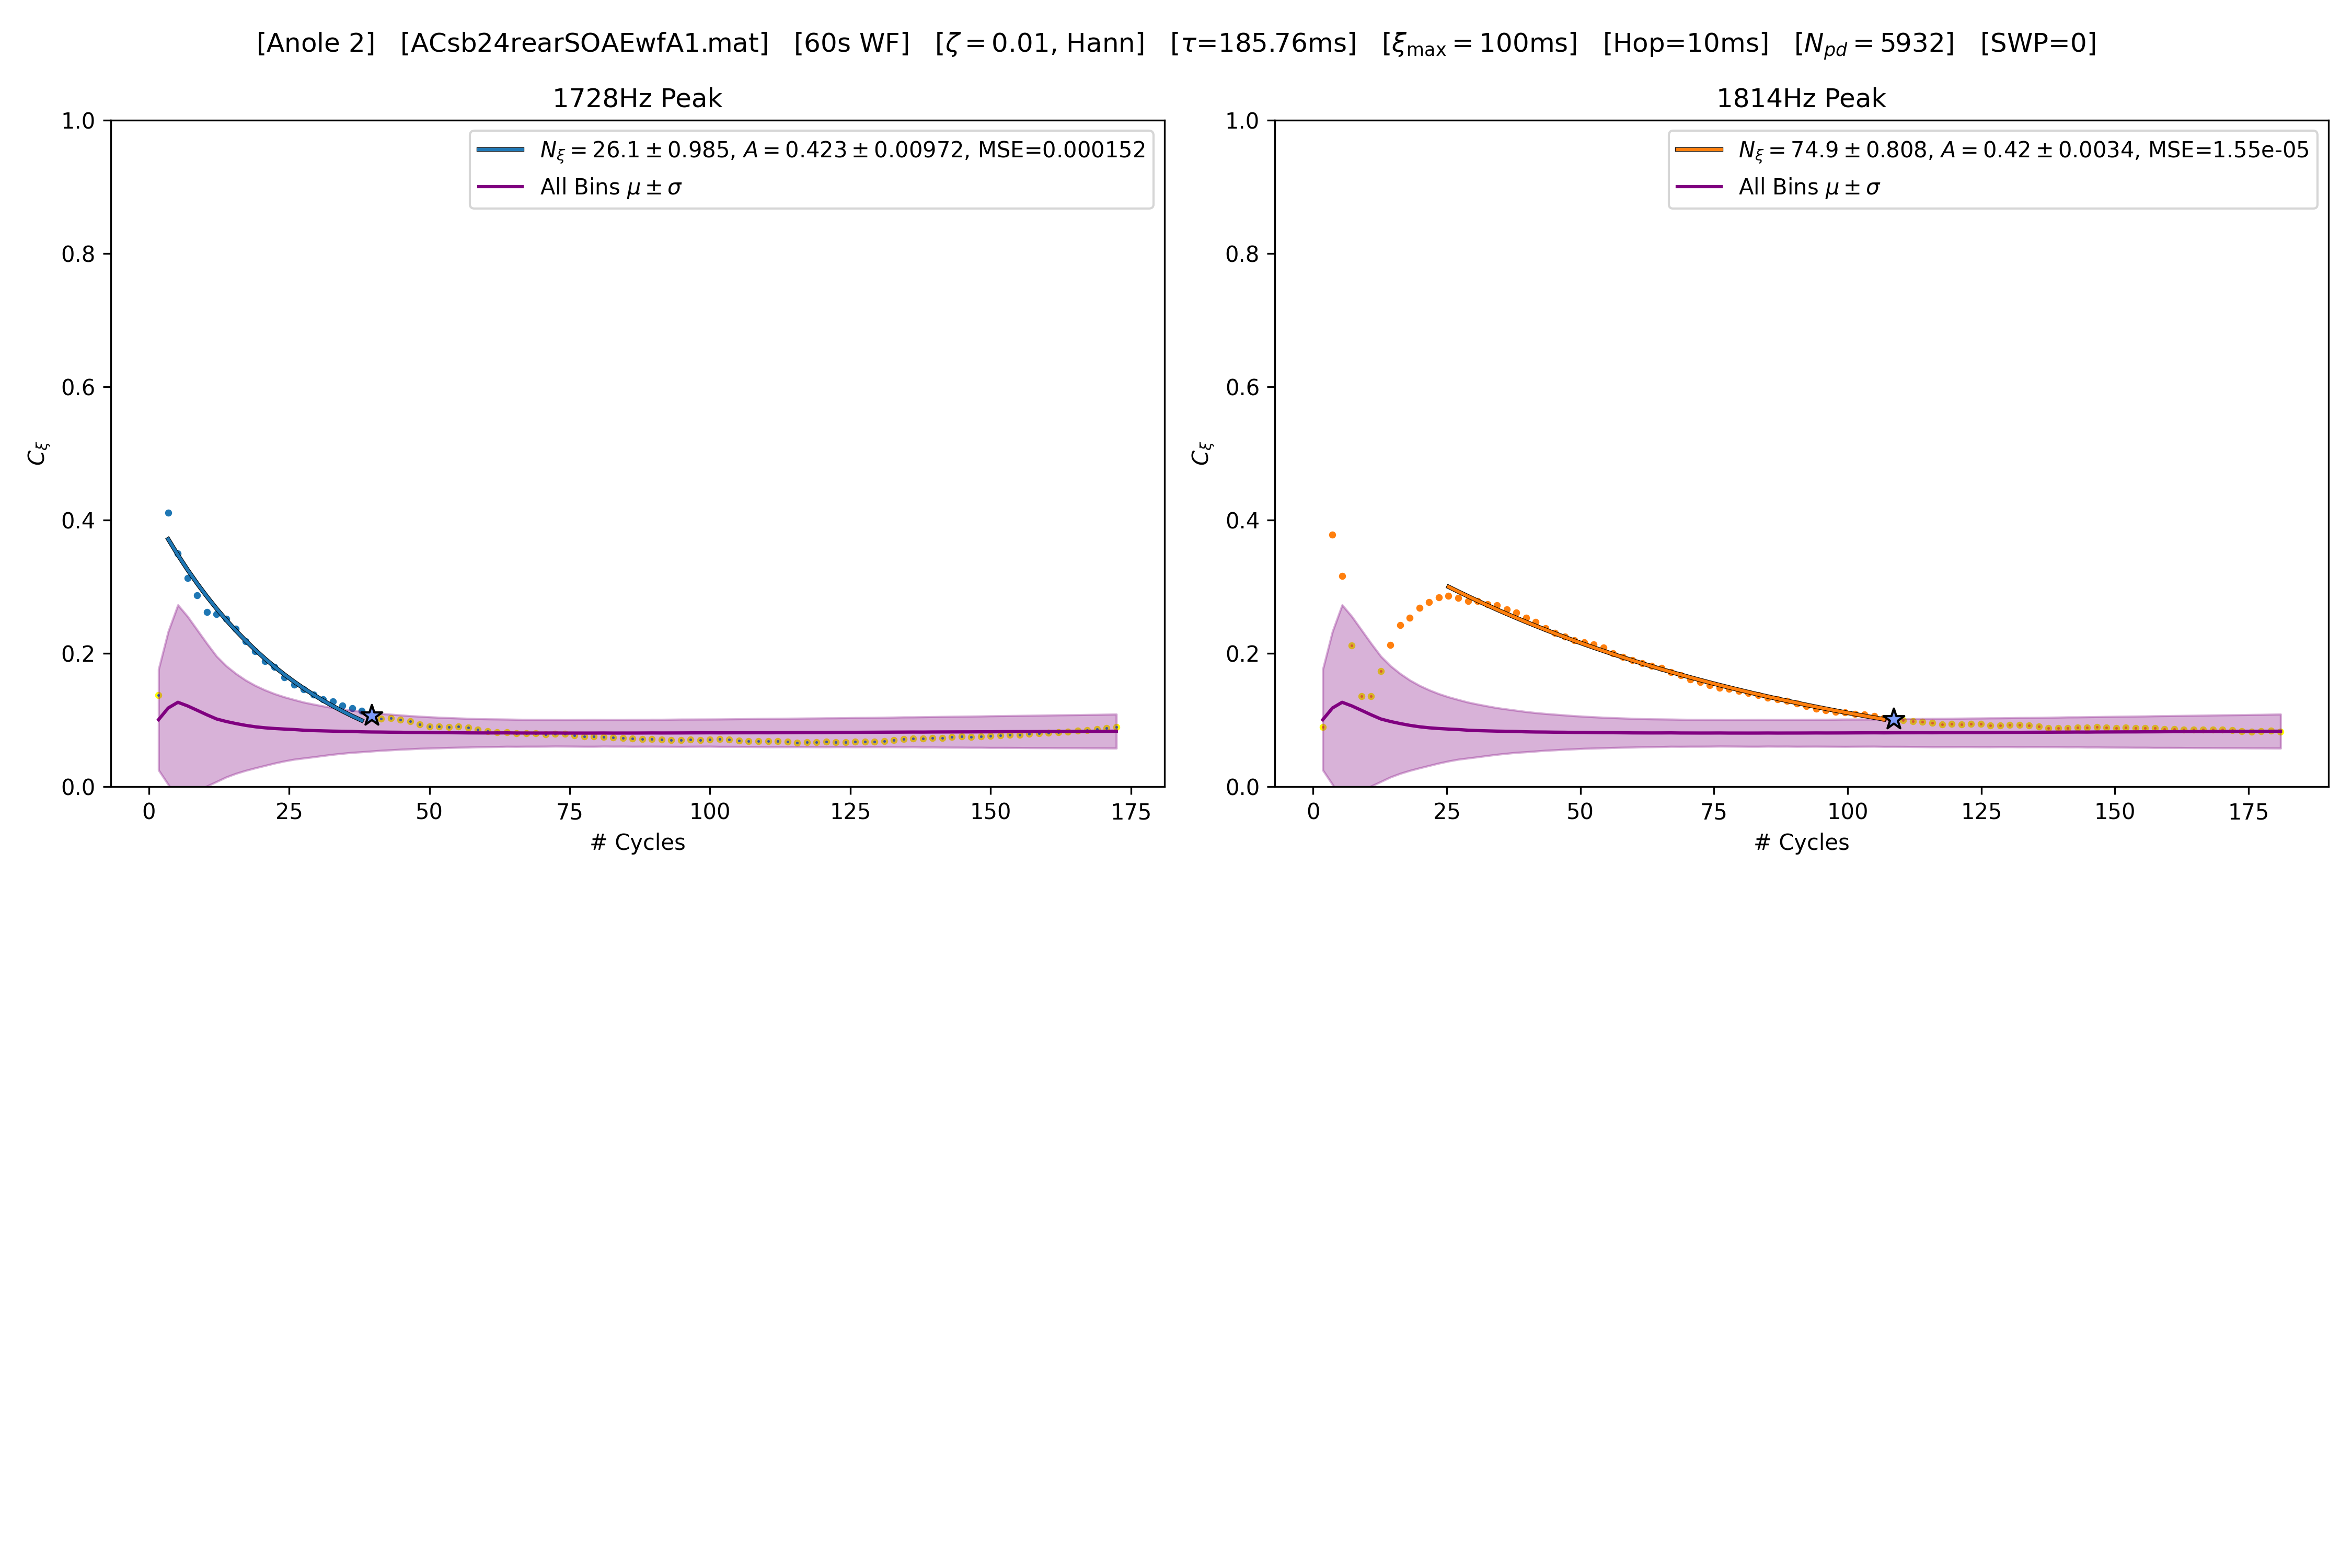 [Anole 2] [ACsb24rearSOAEwfA1.mat] [60s WF] [ζ = 0.01, Hann] [τ=185.76ms] [ξmax = 100ms] [Hop=10ms] [Npd = 5932] [SWP=0]
1728Hz Peak
Nξ = 26.1 ± 0.985, A = 0.423 ± 0.00972, MSE=0.000152
All Bins μ ± σ
1.0
0.8
0.6
0.4
0.2
0.0
Cξ
0 25 50 75 100 125 150 175
# Cycles
1814Hz Peak
Nξ = 74.9 ± 0.808, A = 0.42 ± 0.0034, MSE=1.55e-05
All Bins μ ± σ
1.0
0.8
0.6
0.4
0.2
0.0
Cξ
0 25 50 75 100 125 150 175
# Cycles